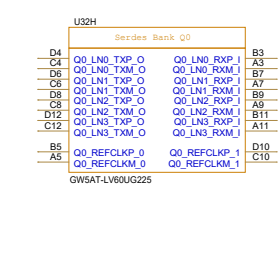 U32H
Serdes Bank Q0
D4 Q0_LN0_TXP_O Q0_LN0_RXP_I B3
C4 Q0_LN0_TXM_O Q0_LN0_RXM_I A3
D6 Q0_LN1_TXP_O Q0_LN1_RXP_I B7
C6 Q0_LN1_TXM_O Q0_LN1_RXM_I A7
D8 Q0_LN2_TXP_O Q0_LN2_RXP_I B9
C8 Q0_LN2_TXM_O Q0_LN2_RXM_I A9
D12 Q0_LN3_TXP_O Q0_LN3_RXP_I B11
C12 Q0_LN3_TXM_O Q0_LN3_RXM_I A11
B5 Q0_REFCLKP_0 Q0_REFCLKP_1 D10
A5 Q0_REFCLKM_0 Q0_REFCLKM_1 C10
GW5AT-LV60UG225